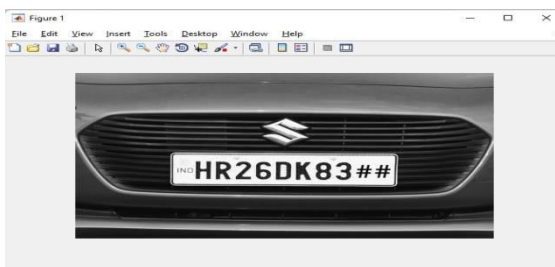 Figure 1
File Edit View Insert Tools Desktop Window Help
IND HR26DK83##